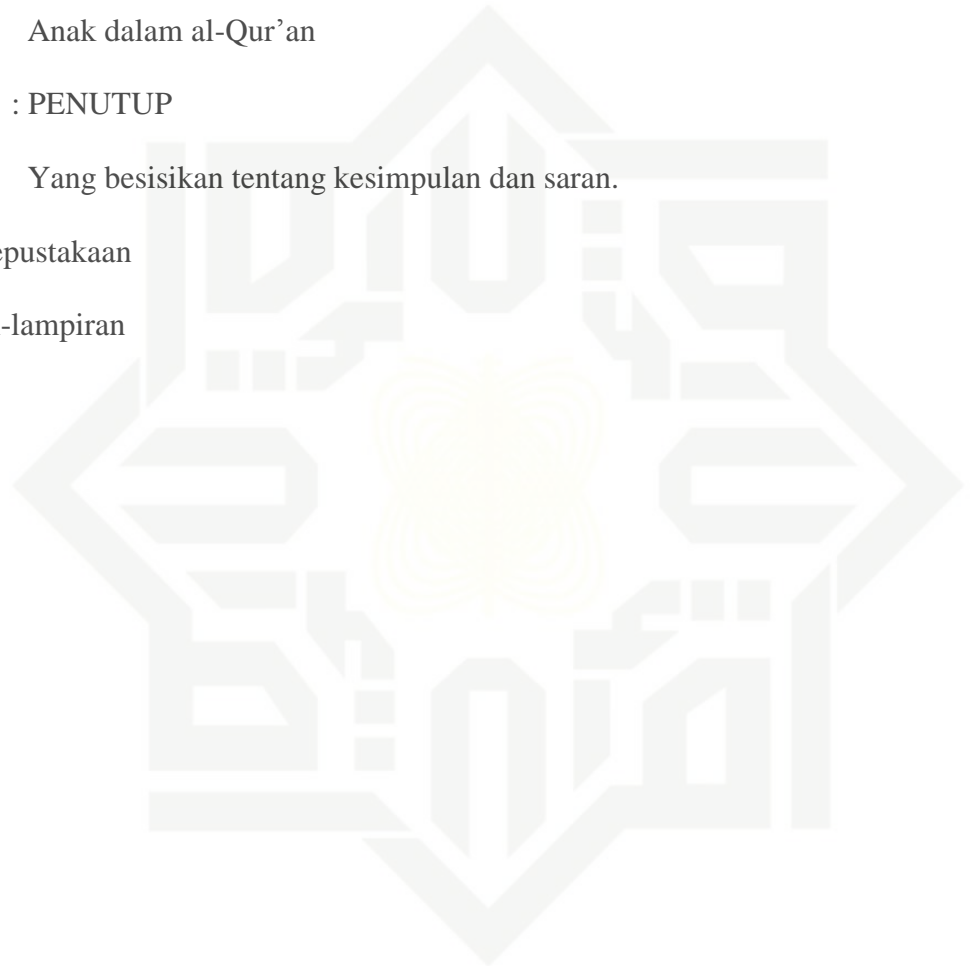 Anak dalam al-Qur’an
: PENUTUP
Yang besisikan tentang kesimpulan dan saran.
epustakaan
-lampiran